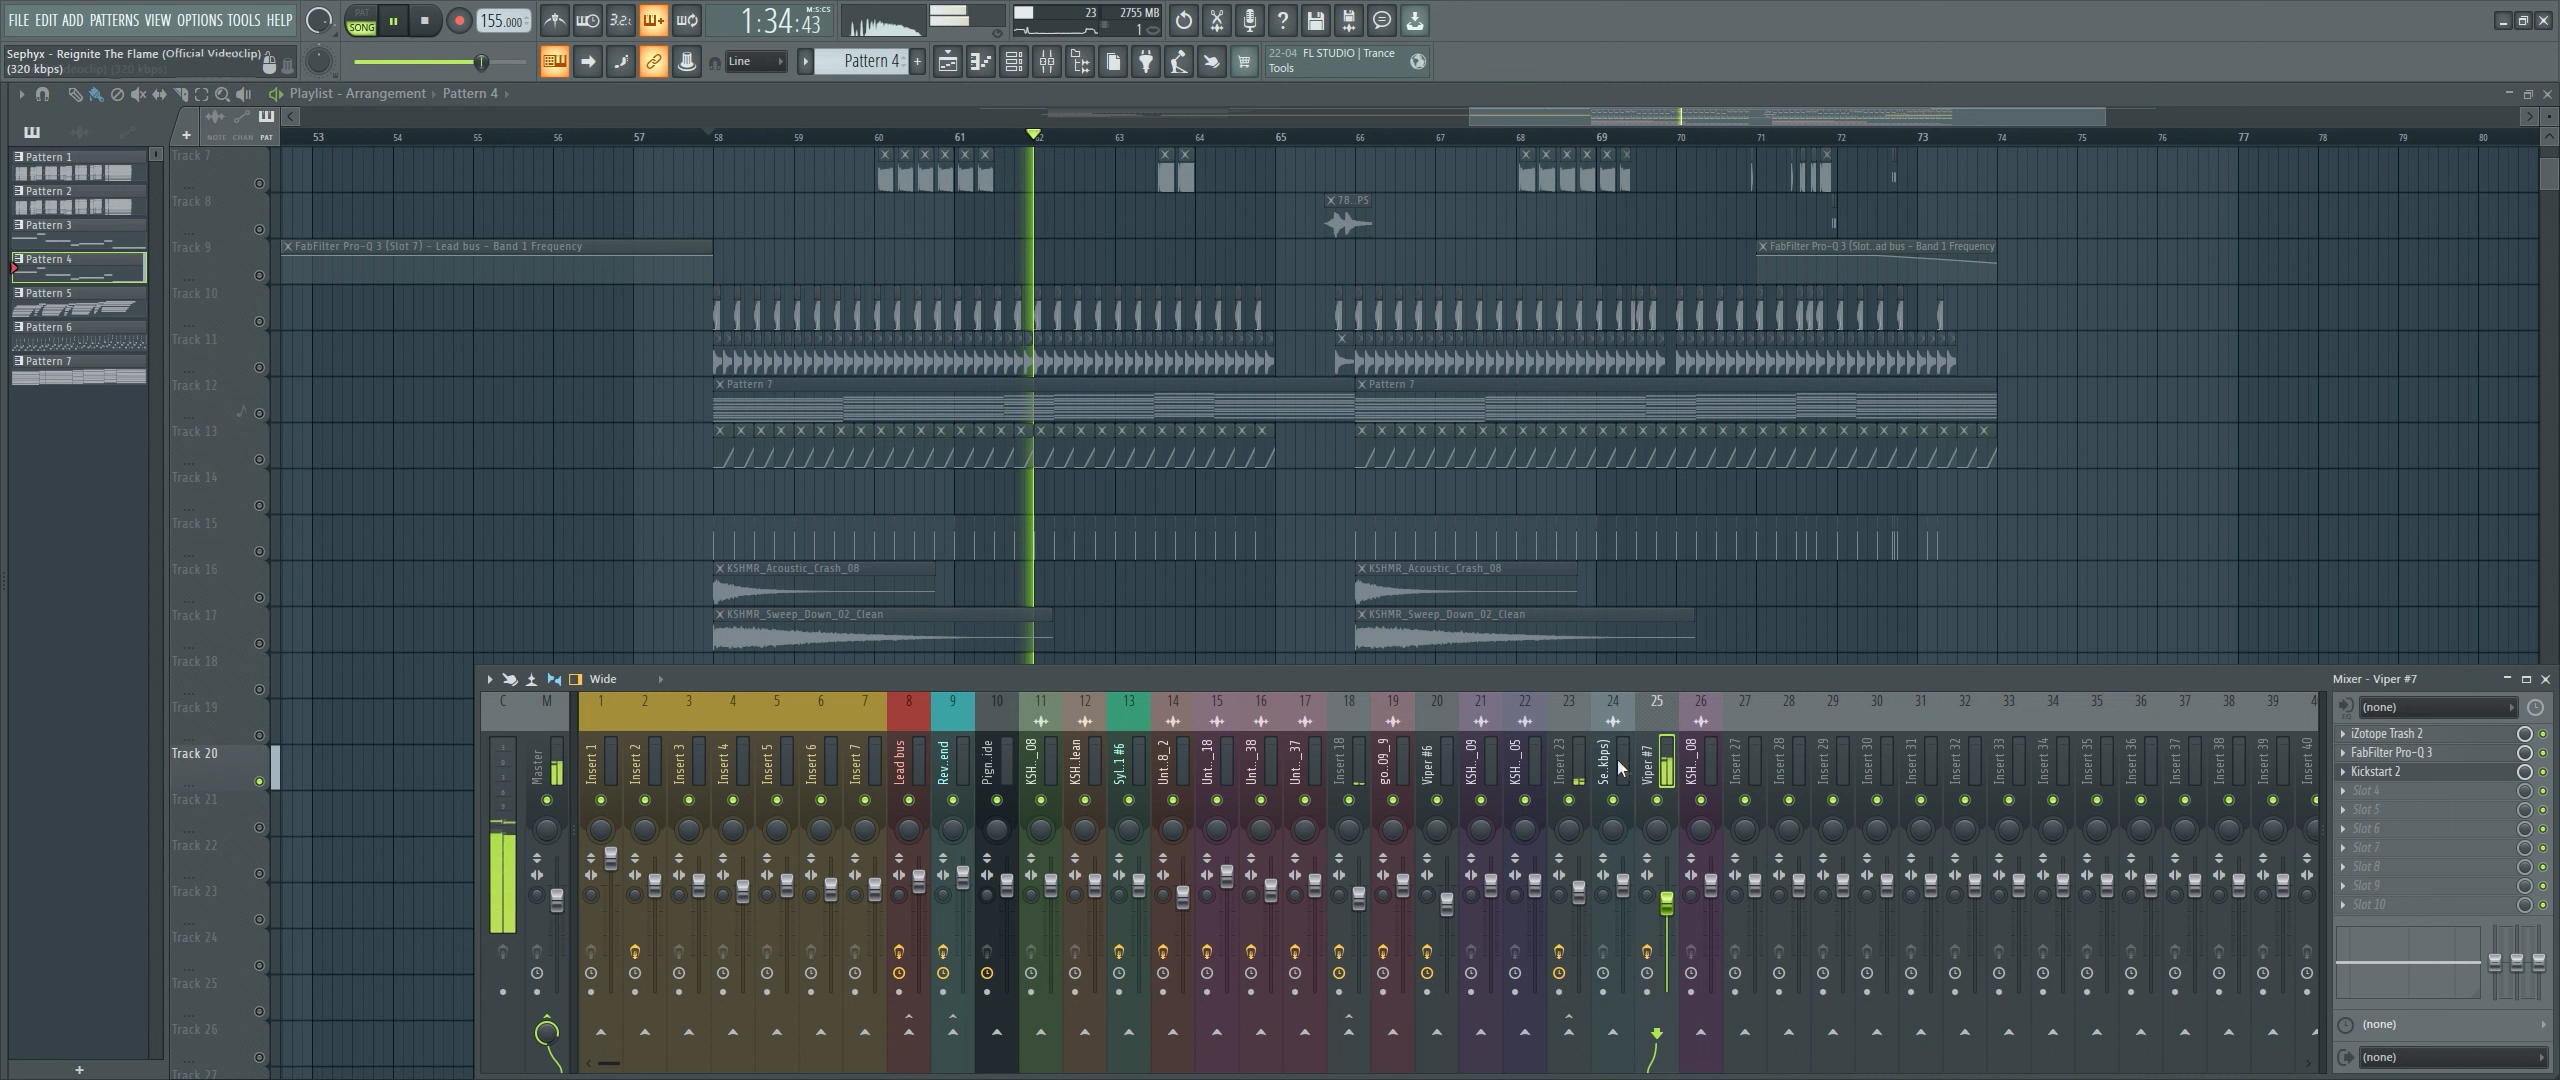 FILE EDIT ADD PATTERNS VIEW OPTIONS TOOLS HELP
PAT
SONG
155.000
3.2
1:34:43
M:S:CS
23
2755 MB
1
Sephyx - Reignite The Flame (Official Videoclip)
(320 kbps)
Line
Pattern 4
22-04 FL STUDIO | Trance
Tools
Playlist - Arrangement › Pattern 4 ›
NOTE CHAN PAT
53 54 55 56 57 58 59 60 61 62 63 64 65 66 67 68 69 70 71 72 73 74 75 76 77 78 79 80
Pattern 1
Pattern 2
Pattern 3
Pattern 4
Pattern 5
Pattern 6
Pattern 7
Track 7
Track 8
78..PS
Track 9
FabFilter Pro-Q 3 (Slot 7) - Lead bus - Band 1 Frequency
FabFilter Pro-Q 3 (Slot..ad bus - Band 1 Frequency
Track 10
Track 11
Track 12
Pattern 7
Pattern 7
Track 13
Track 14
Track 15
Track 16
KSHMR_Acoustic_Crash_08
KSHMR_Acoustic_Crash_08
Track 17
KSHMR_Sweep_Down_02_Clean
KSHMR_Sweep_Down_02_Clean
Track 18
Track 19
Track 20
Track 21
Track 22
Track 23
Track 24
Track 25
Track 26
Track 27
Wide
C M 1 2 3 4 5 6 7 8 9 10 11 12 13 14 15 16 17 18 19 20 21 22 23 24 25 26 27 28 29 30 31 32 33 34 35 36 37 38 39 4
Master
Insert 1
Insert 2
Insert 3
Insert 4
Insert 5
Insert 6
Insert 7
Lead bus
Rev..end
Pign..ide
KSH.._08
KSH..lean
Syl..1 #6
Unt..8_2
Unt.._18
Unt.._38
Unt.._37
Insert 18
go..09_9
Viper #6
KSH.._09
KSH.._05
Insert 23
Se..kbps)
Viper #7
KSH.._08
Insert 27
Insert 28
Insert 29
Insert 30
Insert 31
Insert 32
Insert 33
Insert 34
Insert 35
Insert 36
Insert 37
Insert 38
Insert 39
Insert 40
Mixer - Viper #7
(none)
iZotope Trash 2
FabFilter Pro-Q 3
Kickstart 2
Slot 4
Slot 5
Slot 6
Slot 7
Slot 8
Slot 9
Slot 10
(none)
(none)